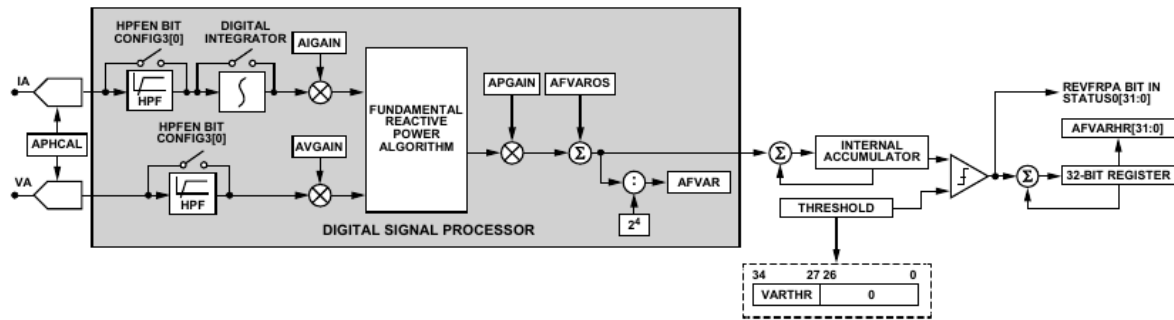 HPFEN BIT
CONFIG3[0]
DIGITAL
INTEGRATOR
AIGAIN
IA
HPF
∫
APHCAL
HPFEN BIT
CONFIG3[0]
AVGAIN
VA
HPF
FUNDAMENTAL
REACTIVE
POWER
ALGORITHM
APGAIN
AFVAROS
Σ
:
AFVAR
2⁴
DIGITAL SIGNAL PROCESSOR
Σ
INTERNAL
ACCUMULATOR
THRESHOLD
34
27 26
0
VARTHR
0
REVFRPA BIT IN
STATUS0[31:0]
AFVARHR[31:0]
Σ
32-BIT REGISTER